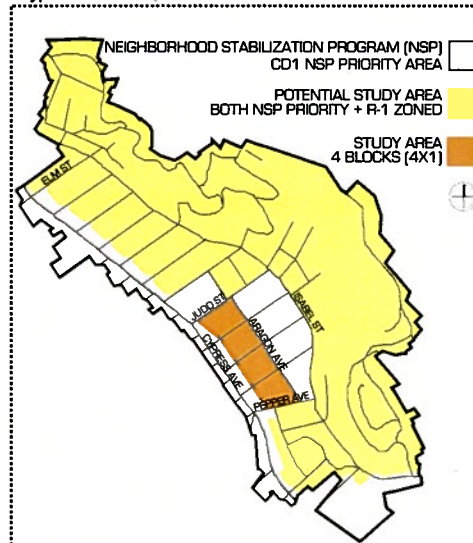 NEIGHBORHOOD STABILIZATION PROGRAM (NSP)
CD1 NSP PRIORITY AREA
POTENTIAL STUDY AREA
BOTH NSP PRIORITY + R-1 ZONED
STUDY AREA
4 BLOCKS (4X1)
ELM ST
JUDD ST
ISABEL ST
ARAGON AVE
CYPRESS AVE
PEPPER AVE